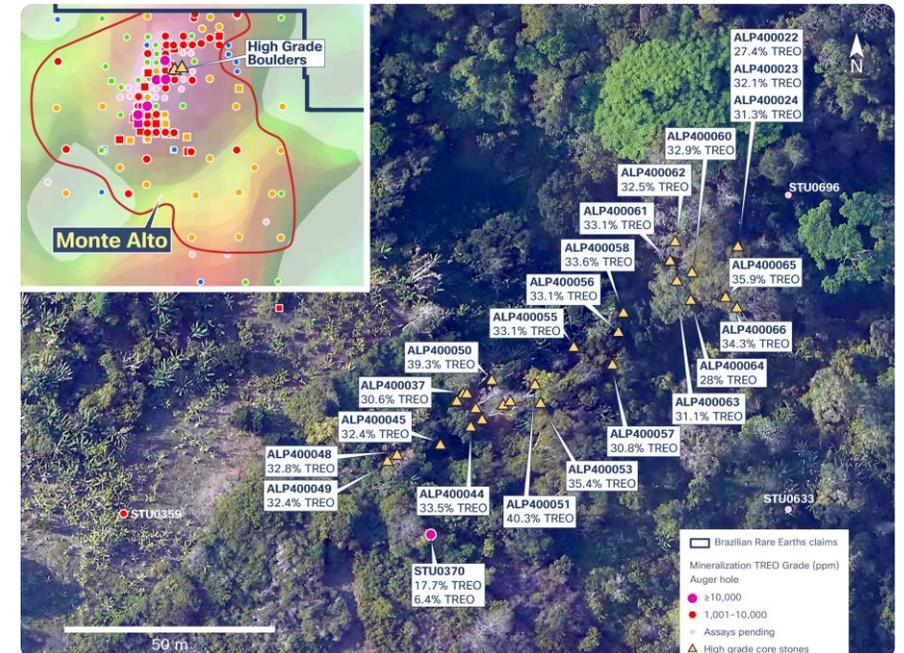 High Grade
Boulders
Monte Alto
N
ALP400022
27.4% TREO
ALP400023
32.1% TREO
ALP400024
31.3% TREO
ALP400060
32.9% TREO
ALP400062
32.5% TREO
STU0696
ALP400061
33.1% TREO
ALP400058
33.6% TREO
ALP400065
35.9% TREO
ALP400056
33.1% TREO
ALP400055
33.1% TREO
ALP400066
34.3% TREO
ALP400050
39.3% TREO
ALP400064
28% TREO
ALP400037
30.6% TREO
ALP400063
31.1% TREO
ALP400045
32.4% TREO
ALP400057
30.8% TREO
ALP400048
32.8% TREO
ALP400053
35.4% TREO
ALP400049
32.4% TREO
ALP400044
33.5% TREO
ALP400051
40.3% TREO
STU0359
STU0633
STU0370
17.7% TREO
6.4% TREO
50 m
Brazilian Rare Earths claims
Mineralization TREO Grade (ppm)
Auger hole
≥10,000
1,001–10,000
Assays pending
High grade core stones